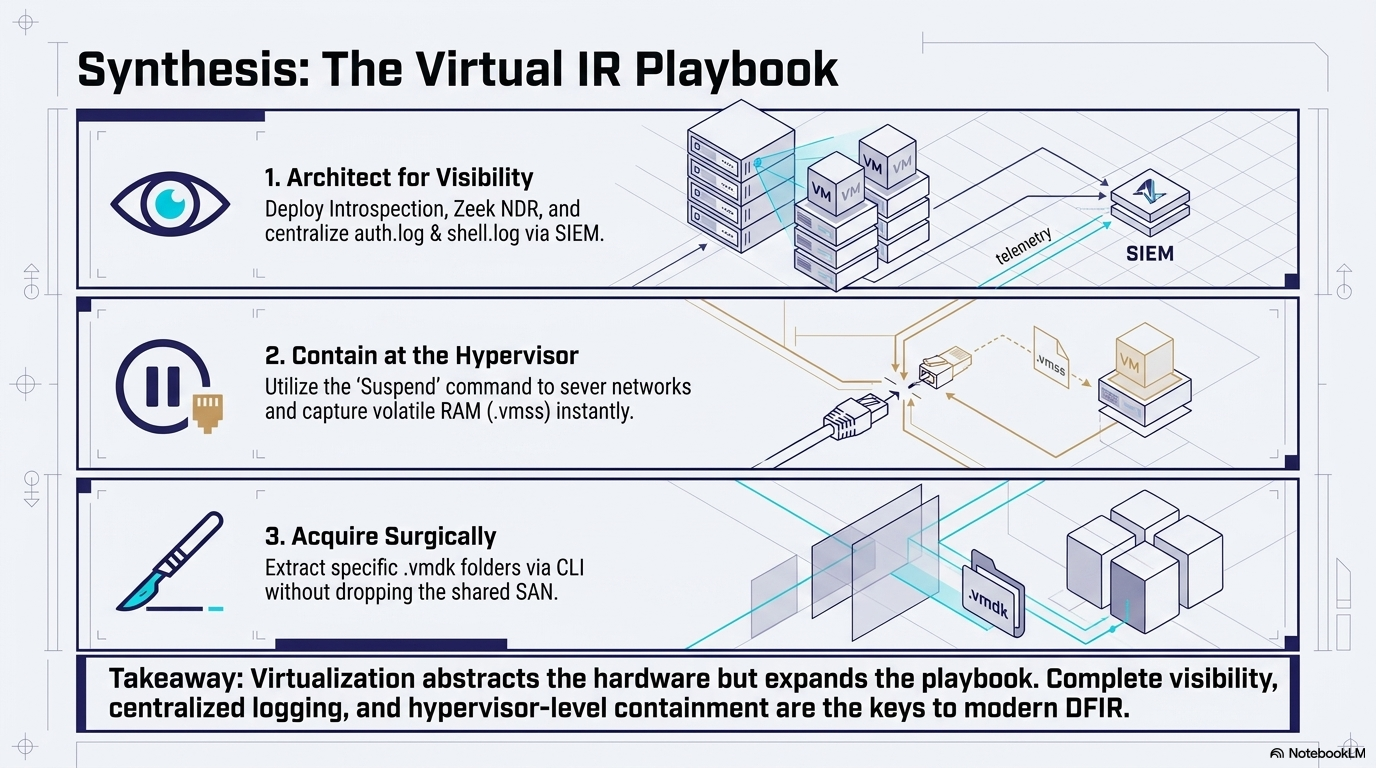 Synthesis: The Virtual IR Playbook
1. Architect for Visibility
Deploy Introspection, Zeek NDR, and
centralize auth.log & shell.log via SIEM.
VM VM
VM VM
telemetry
SIEM
2. Contain at the Hypervisor
Utilize the ‘Suspend’ command to sever networks
and capture volatile RAM (.vmss) instantly.
.vmss
VM
3. Acquire Surgically
Extract specific .vmdk folders via CLI
without dropping the shared SAN.
.vmdk
Takeaway: Virtualization abstracts the hardware but expands the playbook. Complete visibility,
centralized logging, and hypervisor-level containment are the keys to modern DFIR.
NotebookLM